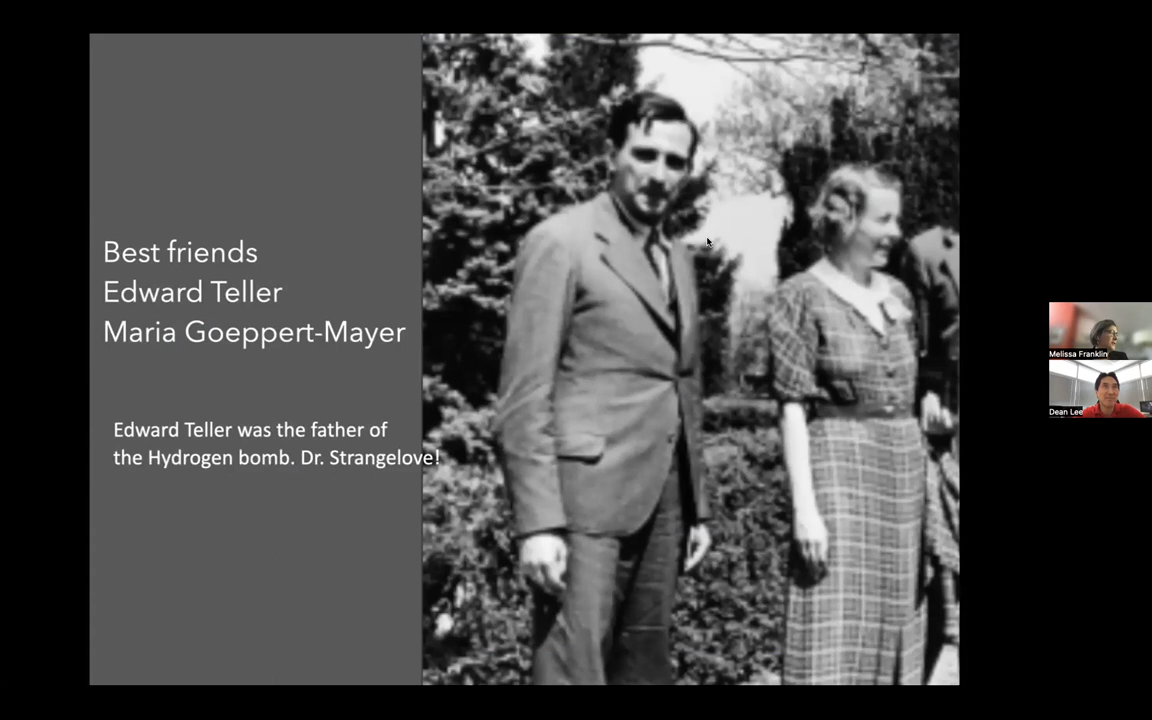 Best friends
Edward Teller
Maria Goeppert-Mayer
Edward Teller was the father of
the Hydrogen bomb. Dr. Strangelove!
Melissa Franklin
Dean Lee